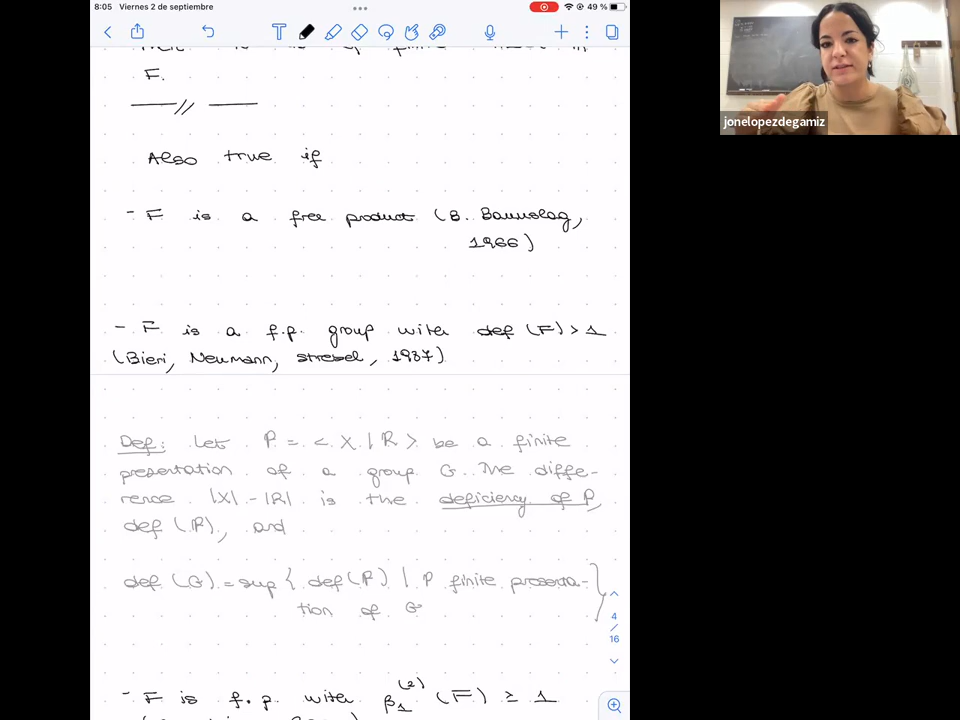 8:05 Viernes 2 de septiembre
49 %
jonelopezdegamiz
F.
Also true if
- F is a free product (B. Baumslag,
1966)
- F is a f.p. group with def (F) > 1
(Bieri, Neumann, Strebel, 1987)
Def: Let P = < X | R > be a finite
presentation of a group G. The diffe-
rence |X| - |R| is the deficiency of P,
def (P), and
def (G) = sup { def (P) | P finite presenta-
tion of G }
4
/
16
- F is f.p. with β₁⁽²⁾ (F) ≥ 1